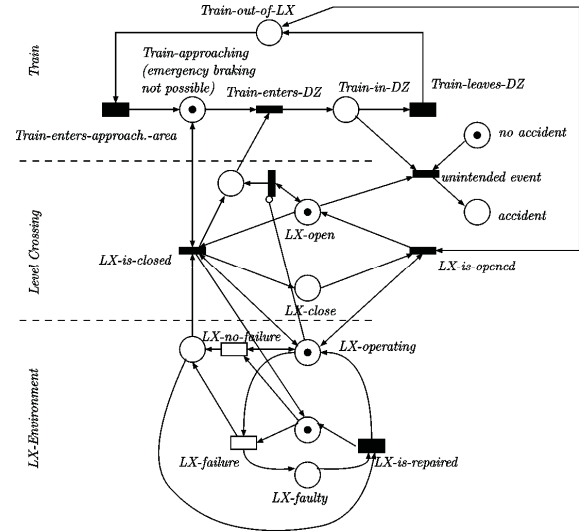 Train-out-of-LX
Train
Train-approaching
(emergency braking
not possible)
Train-enters-DZ
Train-in-DZ
Train-leaves-DZ
Train-enters-approach.-area
no accident
unintended event
accident
Level Crossing
LX-open
LX-is-closed
LX-is-opened
LX-close
LX-no-failure
LX-operating
LX-Environment
LX-failure
LX-is-repaired
LX-faulty